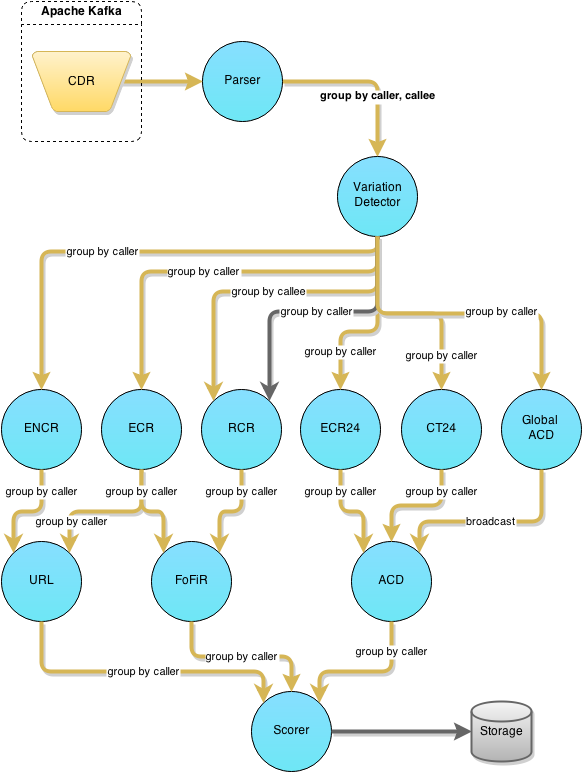 Apache Kafka
CDR
Parser
group by caller, callee
Variation
Detector
group by caller
group by caller
group by callee
group by caller
group by caller
group by caller
group by caller
ENCR
ECR
RCR
ECR24
CT24
Global
ACD
group by caller
group by caller
group by caller
group by caller
group by caller
group by caller
broadcast
URL
FoFiR
ACD
group by caller
group by caller
group by caller
Scorer
Storage